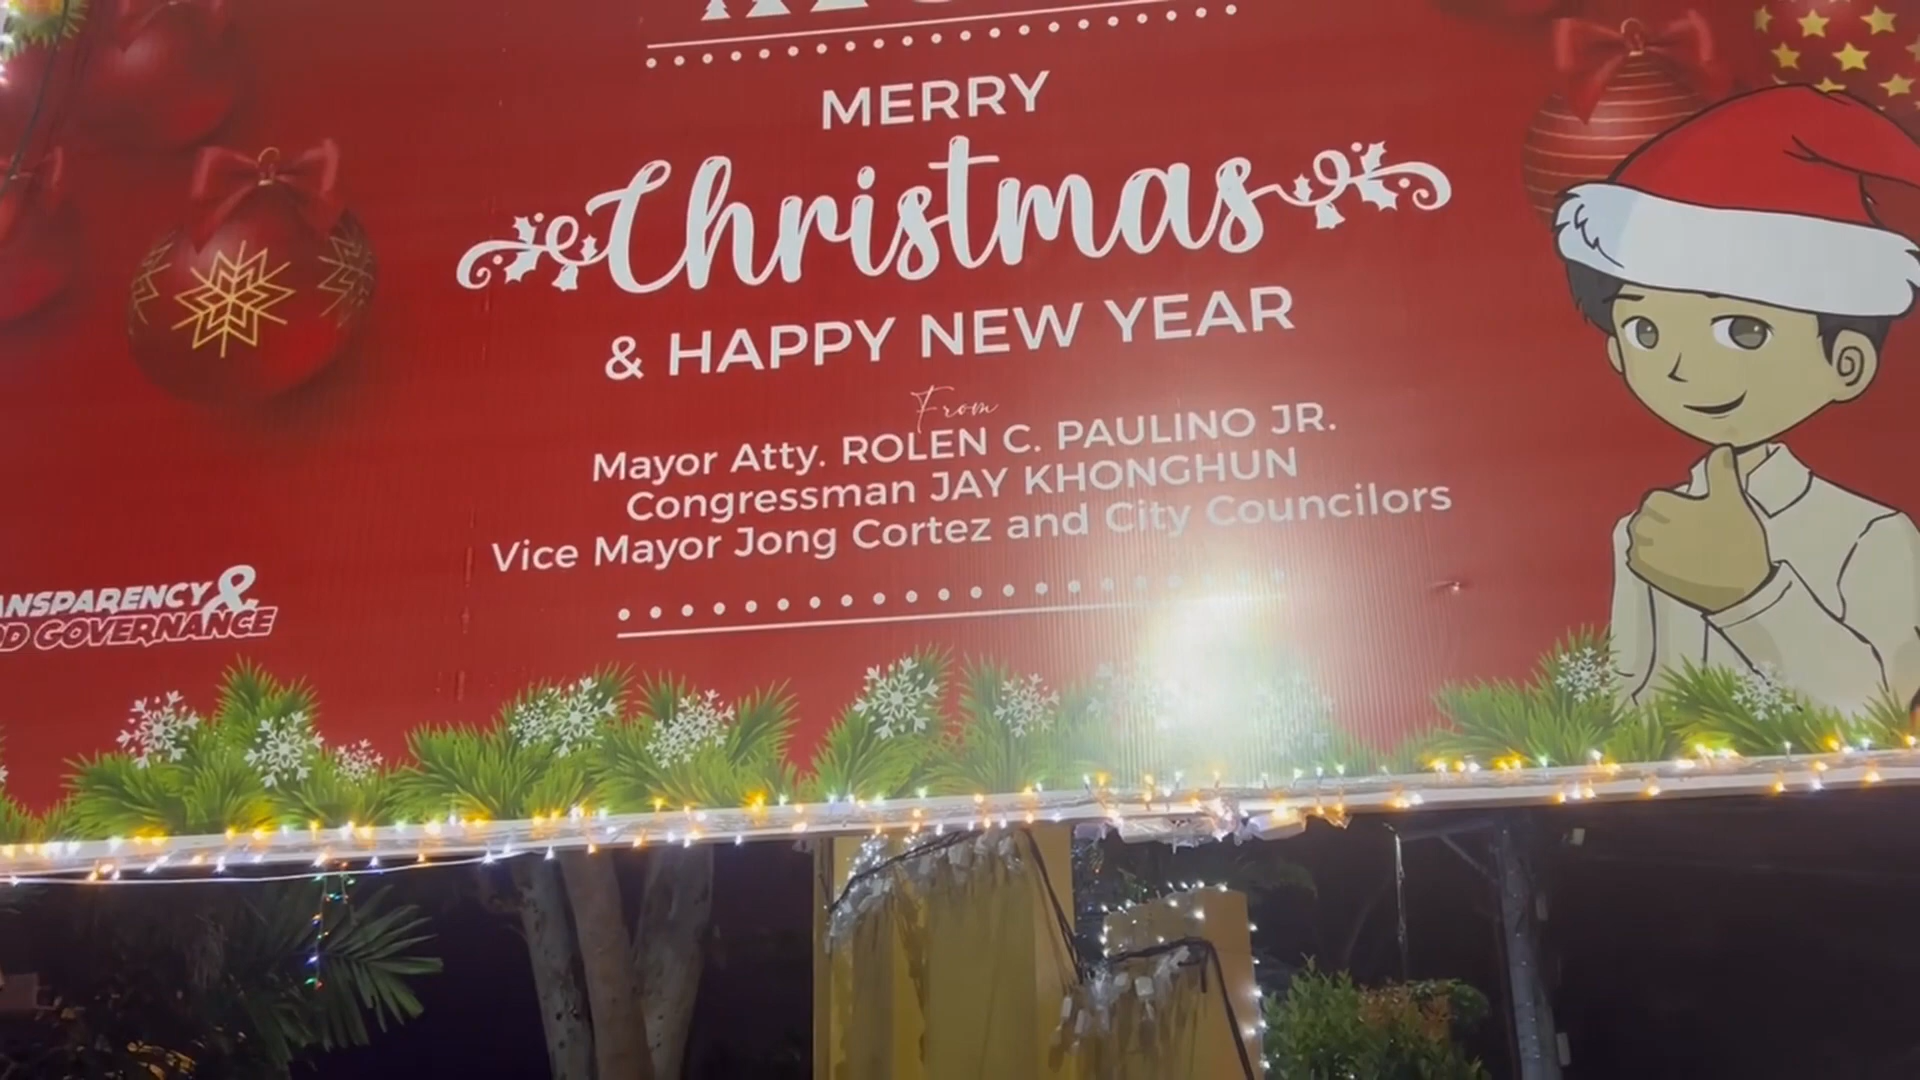 MERRY
Christmas
& HAPPY NEW YEAR
From
Mayor Atty. ROLEN C. PAULINO JR.
Congressman JAY KHONGHUN
Vice Mayor Jong Cortez and City Councilors
&
GOVERNANCE